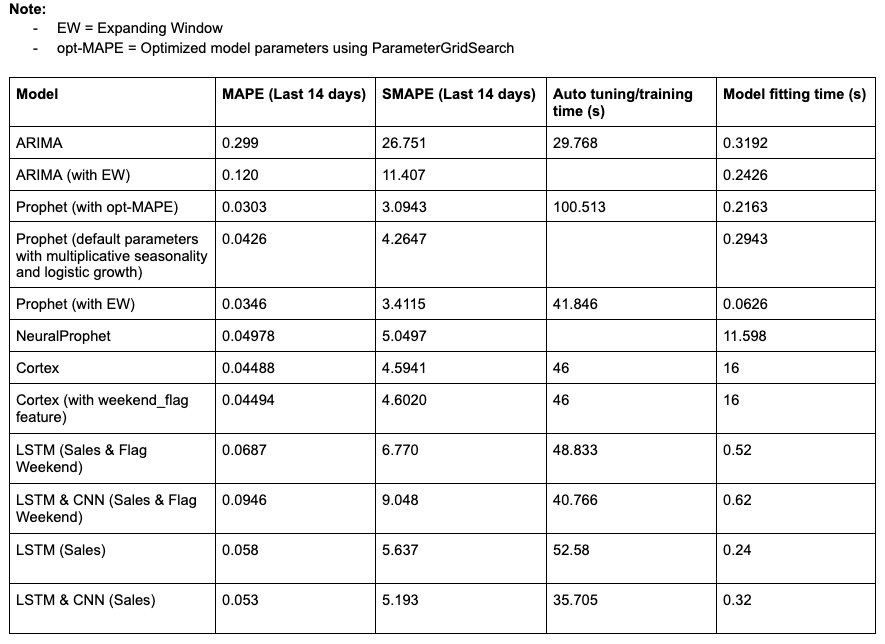 Note:
- EW = Expanding Window
- opt-MAPE = Optimized model parameters using ParameterGridSearch
Model MAPE (Last 14 days) SMAPE (Last 14 days) Auto tuning/training time (s) Model fitting time (s)
ARIMA 0.299 26.751 29.768 0.3192
ARIMA (with EW) 0.120 11.407 0.2426
Prophet (with opt-MAPE) 0.0303 3.0943 100.513 0.2163
Prophet (default parameters with multiplicative seasonality and logistic growth) 0.0426 4.2647 0.2943
Prophet (with EW) 0.0346 3.4115 41.846 0.0626
NeuralProphet 0.04978 5.0497 11.598
Cortex 0.04488 4.5941 46 16
Cortex (with weekend_flag feature) 0.04494 4.6020 46 16
LSTM (Sales & Flag Weekend) 0.0687 6.770 48.833 0.52
LSTM & CNN (Sales & Flag Weekend) 0.0946 9.048 40.766 0.62
LSTM (Sales) 0.058 5.637 52.58 0.24
LSTM & CNN (Sales) 0.053 5.193 35.705 0.32